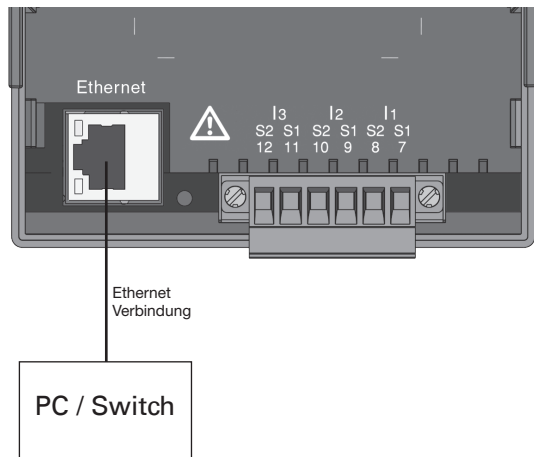 Ethernet
I3 I2 I1
S2 S1 S2 S1 S2 S1
12 11 10 9 8 7
Ethernet
Verbindung
PC / Switch